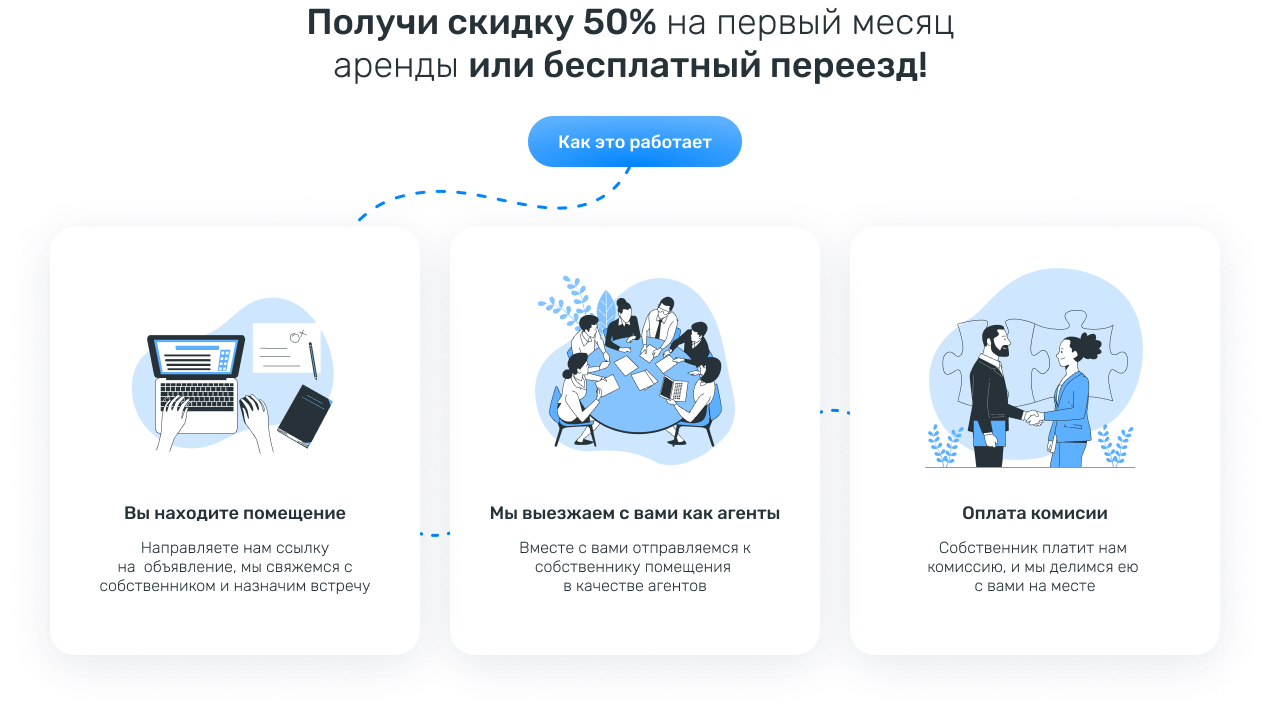 Получи скидку 50% на первый месяц
аренды или бесплатный переезд!
Как это работает
Вы находите помещение
Направляете нам ссылку
на объявление, мы свяжемся с
собственником и назначим встречу
Мы выезжаем с вами как агенты
Вместе с вами отправляемся к
собственнику помещения
в качестве агентов
Оплата комисии
Собственник платит нам
комиссию, и мы делимся ею
с вами на месте